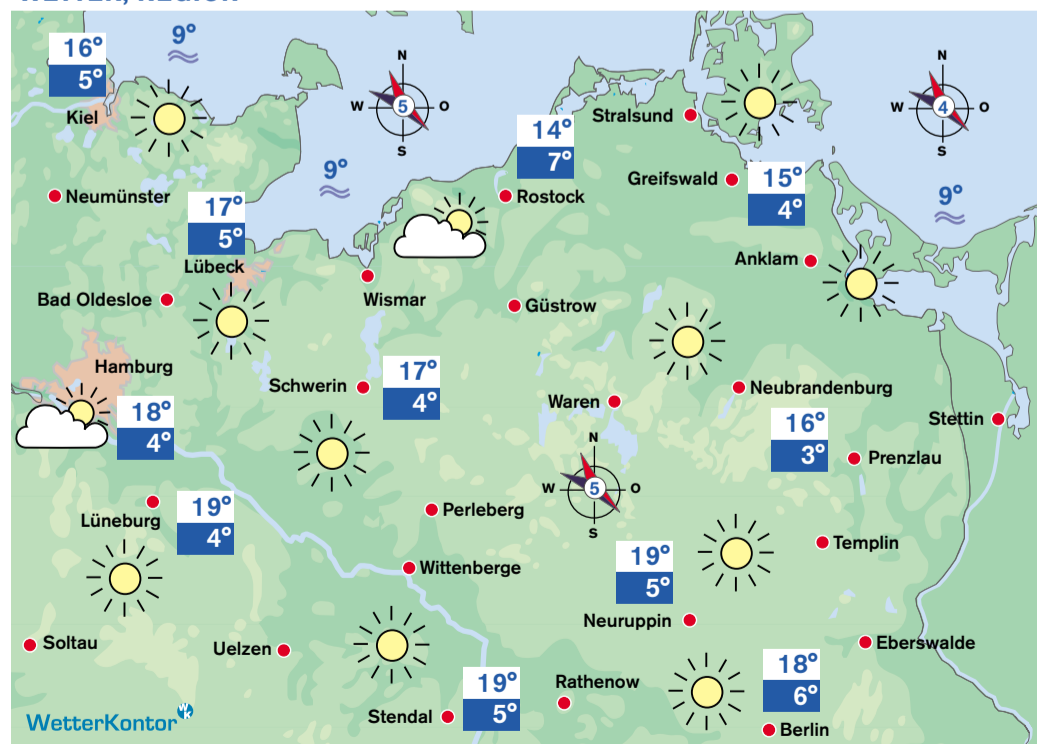 WETTER, REGION
16°
5°
Kiel
9°
N
W 5 O
S
N
W 4 O
S
Stralsund
14°
7°
Rostock
Greifswald
15°
4°
9°
9°
Neumünster
17°
5°
Lübeck
Anklam
Bad Oldesloe
Wismar
Güstrow
Hamburg
18°
4°
Schwerin
17°
4°
Waren
Neubrandenburg
16°
3°
Stettin
Prenzlau
N
W 5 O
S
Lüneburg
19°
4°
Perleberg
Templin
Wittenberge
19°
5°
Neuruppin
Soltau
Uelzen
Eberswalde
Rathenow
18°
6°
Berlin
Stendal
19°
5°
WetterKontor
WK